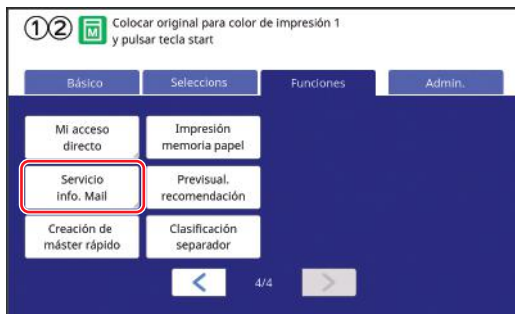 ①② M Colocar original para color de impresión 1
y pulsar tecla start
Básico Seleccions Funciones Admin.
Mi acceso
directo
Impresión
memoria papel
Servicio
info. Mail
Previsual.
recomendación
Creación de
máster rápido
Clasificación
separador
< 4/4 >